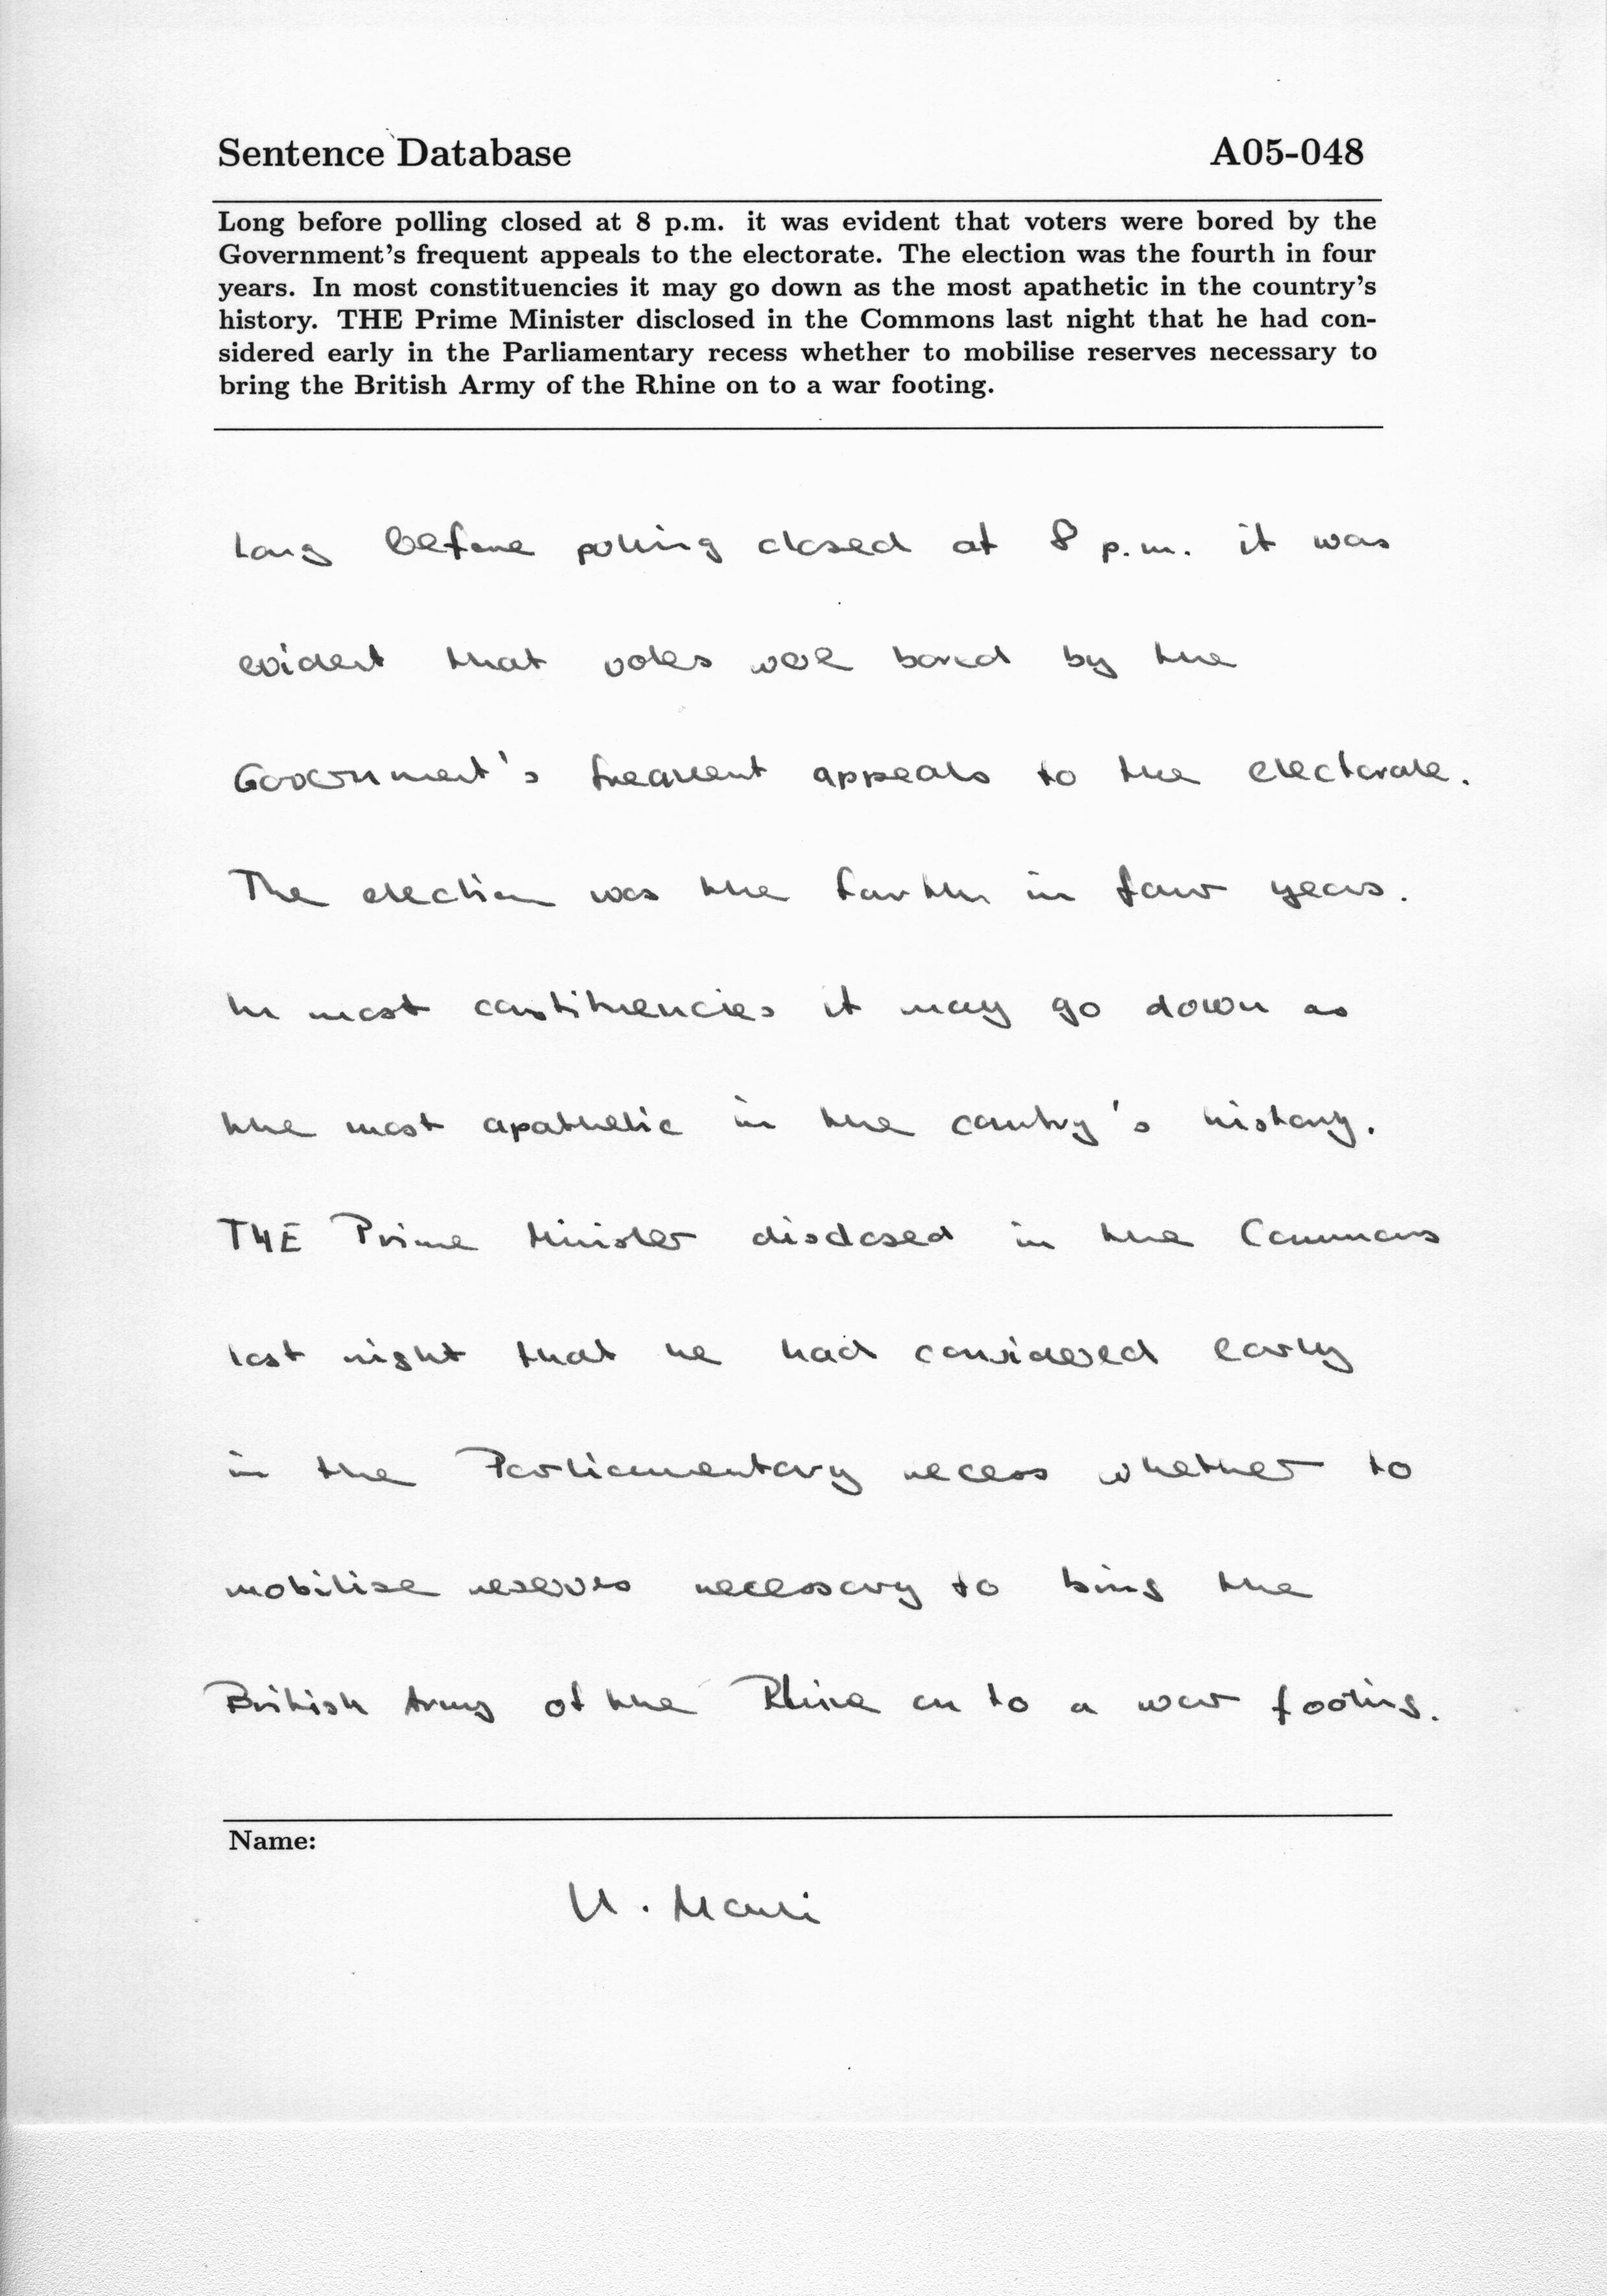 Sentence Database A05-048
Long before polling closed at 8 p.m. it was evident that voters were bored by the
Government's frequent appeals to the electorate. The election was the fourth in four
years. In most constituencies it may go down as the most apathetic in the country's
history. THE Prime Minister disclosed in the Commons last night that he had con-
sidered early in the Parliamentary recess whether to mobilise reserves necessary to
bring the British Army of the Rhine on to a war footing.
Long before polling closed at 8 p.m. it was
evident that voters were bored by the
Government's frequent appeals to the electorate.
The election was the fourth in four years.
In most constituencies it may go down as
the most apathetic in the country's history.
THE Prime Minister disclosed in the Commons
last night that he had considered early
in the Parliamentary recess whether to
mobilise reserves necessary to bring the
British Army of the Rhine on to a war footing.
Name: